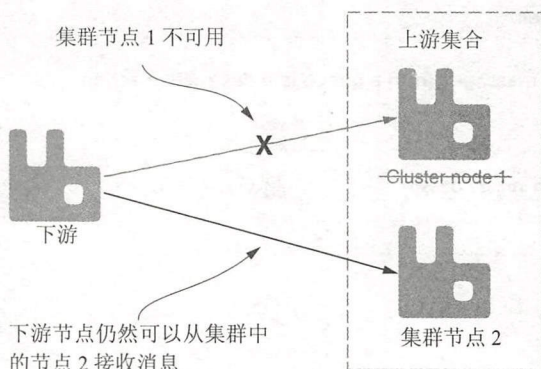 集群节点 1 不可用
上游集合
X
Cluster node 1
下游
集群节点 2
下游节点仍然可以从集群中
的节点 2 接收消息